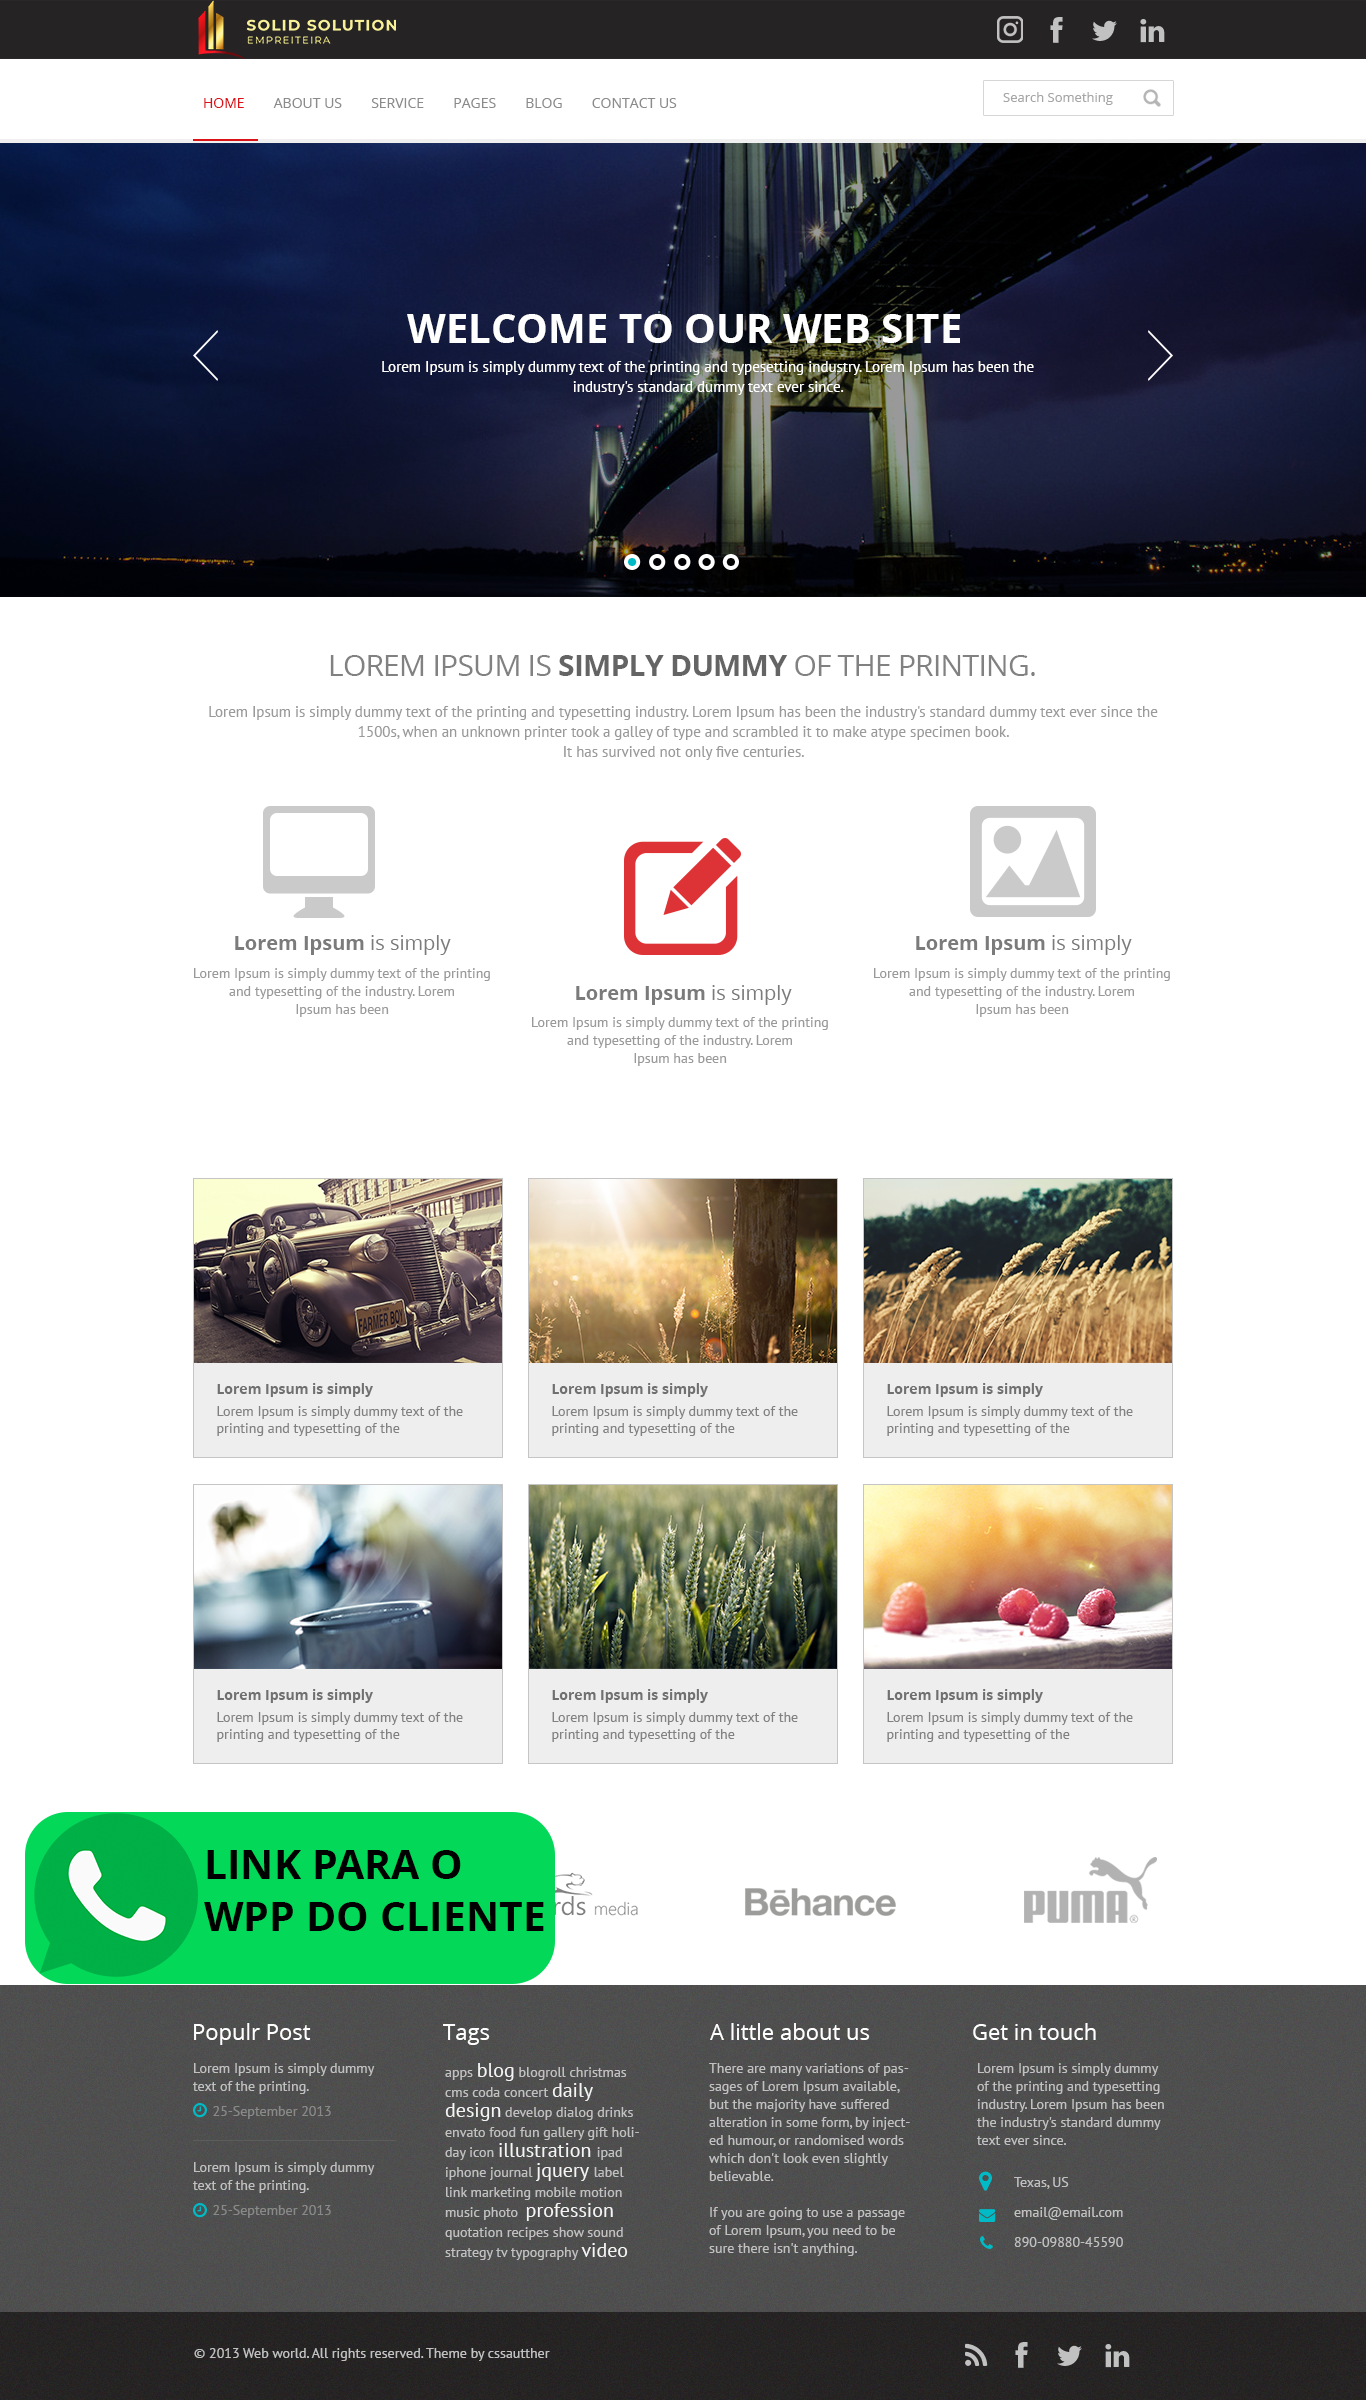 SOLID SOLUTION
EMPREITEIRA
HOME ABOUT US SERVICE PAGES BLOG CONTACT US
Search Something
WELCOME TO OUR WEB SITE
Lorem Ipsum is simply dummy text of the printing and typesetting industry. Lorem Ipsum has been the
industry's standard dummy text ever since.
LOREM IPSUM IS SIMPLY DUMMY OF THE PRINTING.
Lorem Ipsum is simply dummy text of the printing and typesetting industry. Lorem Ipsum has been the industry's standard dummy text ever since the
1500s, when an unknown printer took a galley of type and scrambled it to make atype specimen book.
It has survived not only five centuries.
Lorem Ipsum is simply
Lorem Ipsum is simply dummy text of the printing
and typesetting of the industry. Lorem
Ipsum has been
Lorem Ipsum is simply
Lorem Ipsum is simply dummy text of the printing
and typesetting of the industry. Lorem
Ipsum has been
Lorem Ipsum is simply
Lorem Ipsum is simply dummy text of the printing
and typesetting of the industry. Lorem
Ipsum has been
FARMER BOY
Lorem Ipsum is simply
Lorem Ipsum is simply dummy text of the
printing and typesetting of the
Lorem Ipsum is simply
Lorem Ipsum is simply dummy text of the
printing and typesetting of the
Lorem Ipsum is simply
Lorem Ipsum is simply dummy text of the
printing and typesetting of the
Lorem Ipsum is simply
Lorem Ipsum is simply dummy text of the
printing and typesetting of the
Lorem Ipsum is simply
Lorem Ipsum is simply dummy text of the
printing and typesetting of the
Lorem Ipsum is simply
Lorem Ipsum is simply dummy text of the
printing and typesetting of the
LINK PARA O
WPP DO CLIENTE
rds media
Bēhance
PUMA®
Populr Post
Lorem Ipsum is simply dummy
text of the printing.
25-September 2013
Lorem Ipsum is simply dummy
text of the printing.
25-September 2013
Tags
apps blog blogroll christmas
cms coda concert daily
design develop dialog drinks
envato food fun gallery gift holi-
day icon illustration ipad
iphone journal jquery label
link marketing mobile motion
music photo profession
quotation recipes show sound
strategy tv typography video
A little about us
There are many variations of pas-
sages of Lorem Ipsum available,
but the majority have suffered
alteration in some form, by inject-
ed humour, or randomised words
which don't look even slightly
believable.
If you are going to use a passage
of Lorem Ipsum, you need to be
sure there isn't anything.
Get in touch
Lorem Ipsum is simply dummy
of the printing and typesetting
industry. Lorem Ipsum has been
the industry's standard dummy
text ever since.
Texas, US
email@email.com
890-09880-45590
© 2013 Web world. All rights reserved. Theme by cssautther